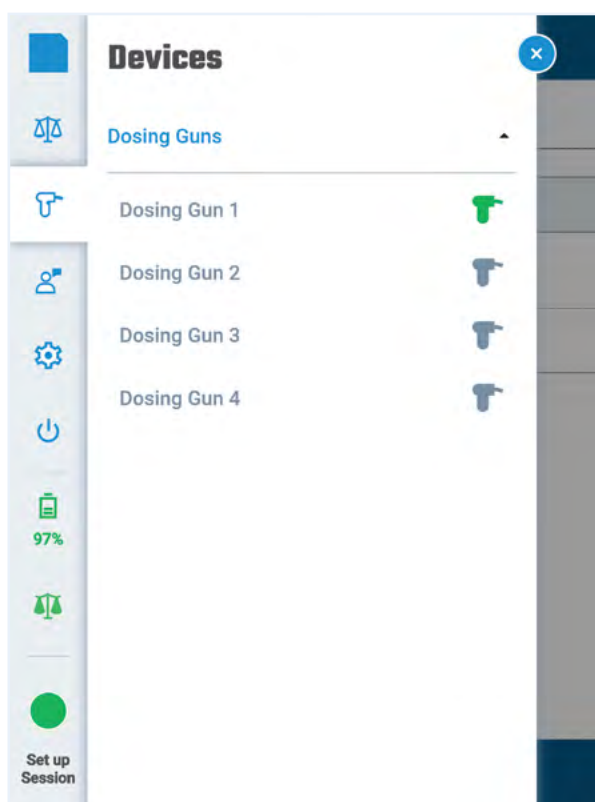 Devices
Dosing Guns
Dosing Gun 1
Dosing Gun 2
Dosing Gun 3
Dosing Gun 4
97%
Set up
Session